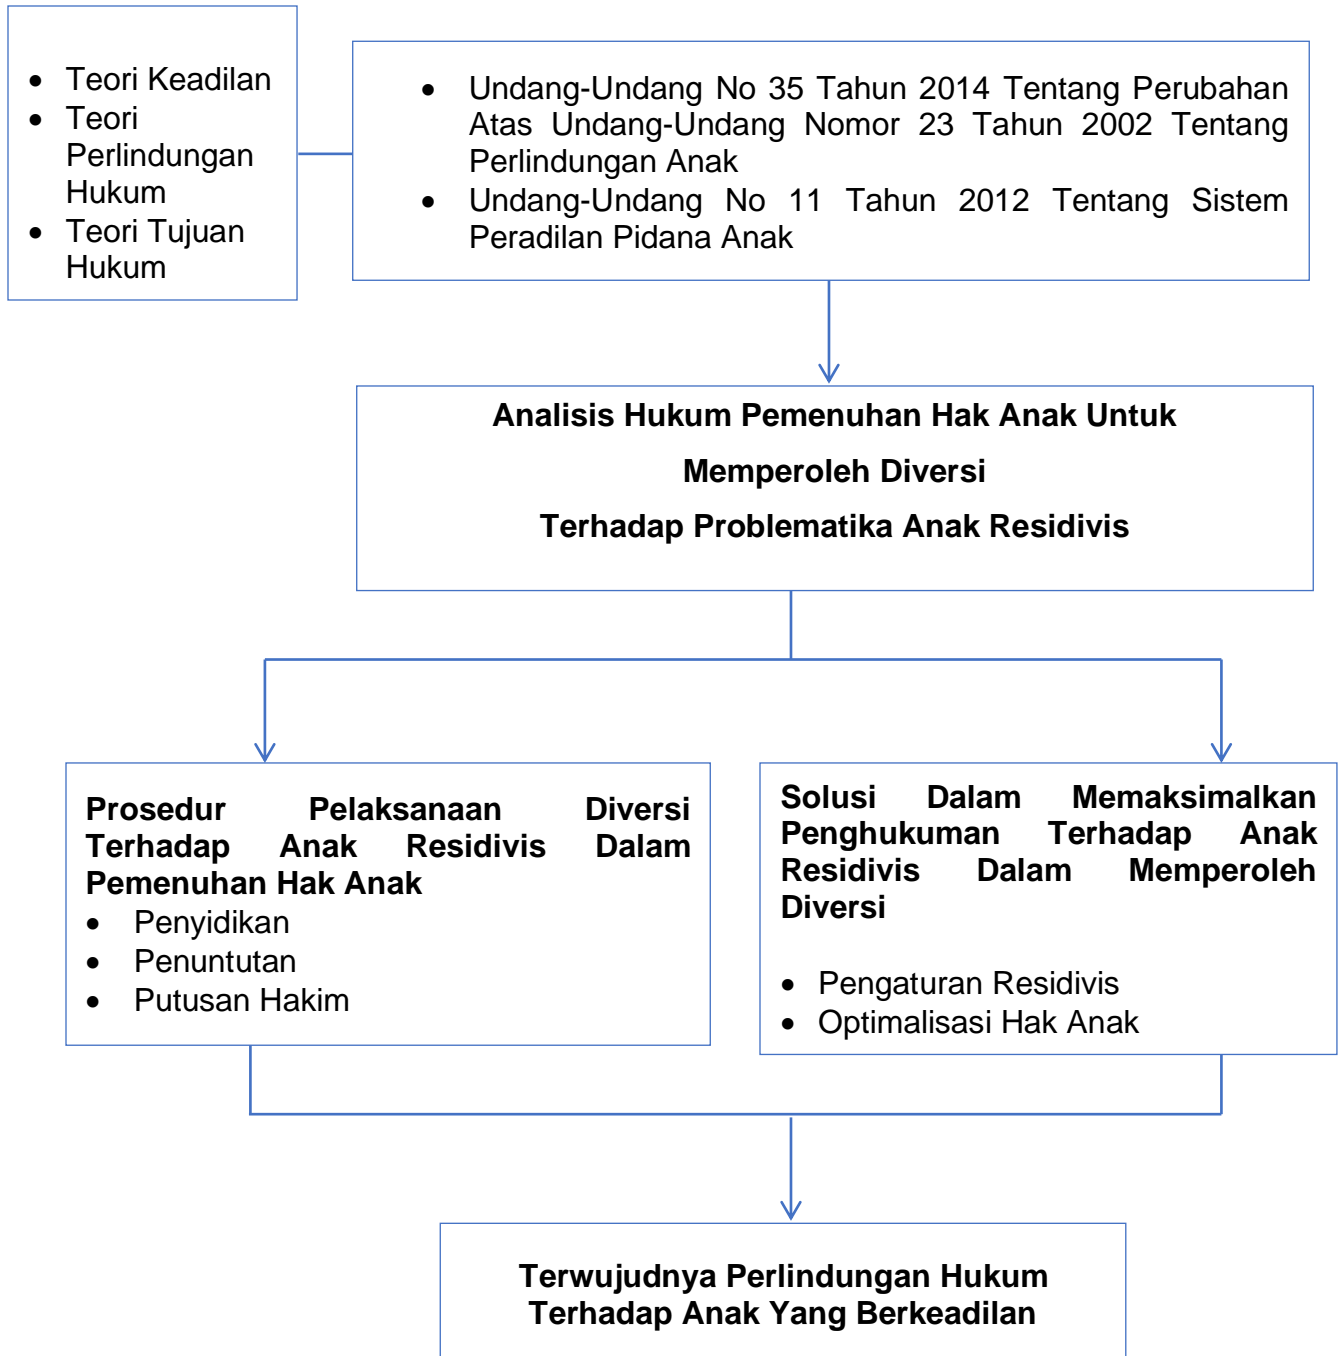 • Teori Keadilan
• Teori
Perlindungan
Hukum
• Teori Tujuan
Hukum
• Undang-Undang No 35 Tahun 2014 Tentang Perubahan
Atas Undang-Undang Nomor 23 Tahun 2002 Tentang
Perlindungan Anak
• Undang-Undang No 11 Tahun 2012 Tentang Sistem
Peradilan Pidana Anak
Analisis Hukum Pemenuhan Hak Anak Untuk
Memperoleh Diversi
Terhadap Problematika Anak Residivis
Prosedur Pelaksanaan Diversi
Terhadap Anak Residivis Dalam
Pemenuhan Hak Anak
• Penyidikan
• Penuntutan
• Putusan Hakim
Solusi Dalam Memaksimalkan
Penghukuman Terhadap Anak
Residivis Dalam Memperoleh
Diversi
• Pengaturan Residivis
• Optimalisasi Hak Anak
Terwujudnya Perlindungan Hukum
Terhadap Anak Yang Berkeadilan